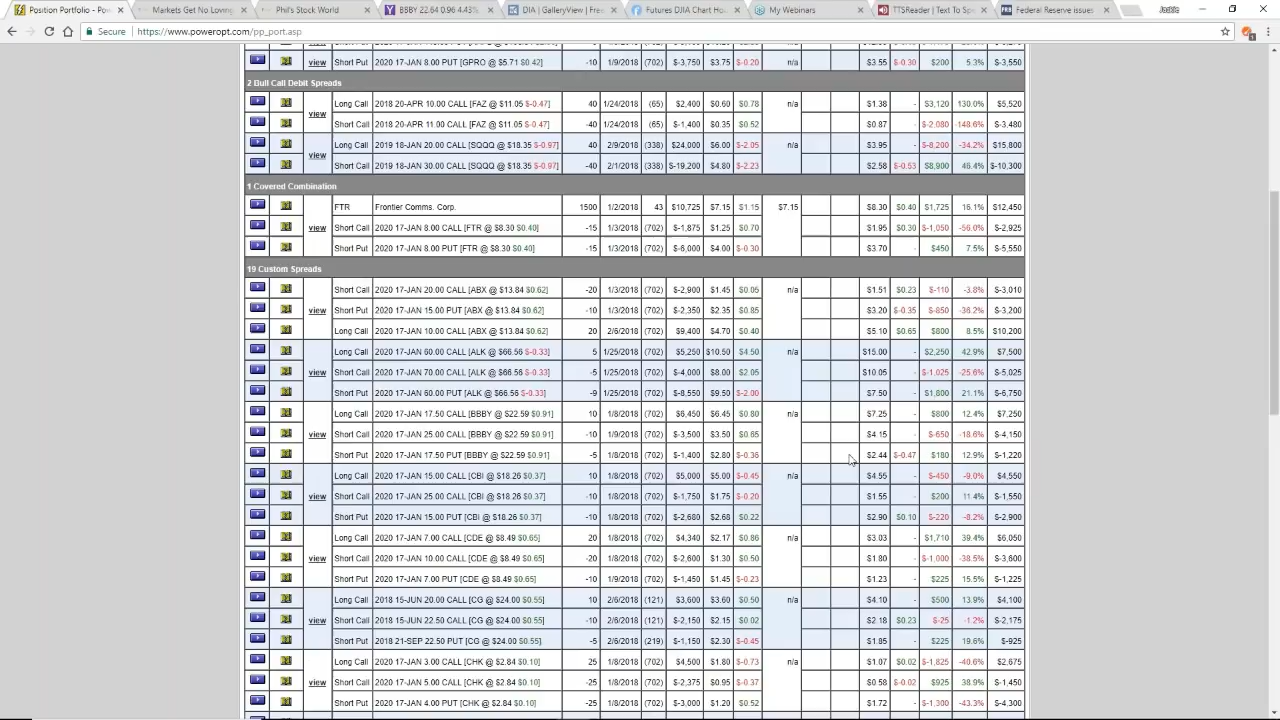 Position Portfolio - Pow
Markets Get No Loving
Phil's Stock World
BBBY 22.64 0.96 4.43%
DIA | GalleryView | Free
Futures DJIA Chart Ho
My Webinars
TTSReader | Text To Spe
FRB Federal Reserve issues
Jackie
Secure | https://www.poweropt.com/pp_port.asp
view Short Put 2020 17-JAN 8.00 PUT [GPRO @ $5.71 $0.42] -10 1/9/2018 (702) $-3,750 $3.75 $-0.20 n/a $3.55 $-0.30 $200 5.3% $-3,550
2 Bull Call Debit Spreads
view
Long Call 2018 20-APR 10.00 CALL [FAZ @ $11.05 $-0.47] 40 1/24/2018 (65) $2,400 $0.60 $0.78 n/a $1.38 - $3,120 130.0% $5,520
Short Call 2018 20-APR 11.00 CALL [FAZ @ $11.05 $-0.47] -40 1/24/2018 (65) $-1,400 $0.35 $0.52 $0.87 - $-2,080 -148.6% $-3,480
view
Long Call 2019 18-JAN 20.00 CALL [SQQQ @ $18.35 $-0.97] 40 2/9/2018 (338) $24,000 $6.00 $-2.05 n/a $3.95 - $-8,200 -34.2% $15,800
Short Call 2019 18-JAN 30.00 CALL [SQQQ @ $18.35 $-0.97] -40 2/1/2018 (338) $-19,200 $4.80 $-2.23 $2.58 $-0.53 $8,900 46.4% $-10,300
1 Covered Combination
FTR Frontier Comms. Corp. 1500 1/2/2018 43 $10,725 $7.15 $1.15 $7.15 $8.30 $0.40 $1,725 16.1% $12,450
view Short Call 2020 17-JAN 8.00 CALL [FTR @ $8.30 $0.40] -15 1/3/2018 (702) $-1,875 $1.25 $0.70 $1.95 $0.30 $-1,050 -56.0% $-2,925
Short Put 2020 17-JAN 8.00 PUT [FTR @ $8.30 $0.40] -15 1/3/2018 (702) $-6,000 $4.00 $-0.30 $3.70 - $450 7.5% $-5,550
19 Custom Spreads
Short Call 2020 17-JAN 20.00 CALL [ABX @ $13.84 $0.62] -20 1/3/2018 (702) $-2,900 $1.45 $0.05 n/a $1.51 $0.23 $-110 -3.8% $-3,010
view Short Put 2020 17-JAN 15.00 PUT [ABX @ $13.84 $0.62] -10 1/3/2018 (702) $-2,350 $2.35 $0.85 $3.20 $-0.35 $-850 -36.2% $-3,200
Long Call 2020 17-JAN 10.00 CALL [ABX @ $13.84 $0.62] 20 2/6/2018 (702) $9,400 $4.70 $0.40 $5.10 $0.65 $800 8.5% $10,200
Long Call 2020 17-JAN 60.00 CALL [ALK @ $66.56 $-0.33] 5 1/25/2018 (702) $5,250 $10.50 $4.50 n/a $15.00 - $2,250 42.9% $7,500
view Short Call 2020 17-JAN 70.00 CALL [ALK @ $66.56 $-0.33] -5 1/25/2018 (702) $-4,000 $8.00 $2.05 $10.05 - $-1,025 -25.6% $-5,025
Short Put 2020 17-JAN 60.00 PUT [ALK @ $66.56 $-0.33] -9 1/25/2018 (702) $-8,550 $9.50 $-2.00 $7.50 - $1,800 21.1% $-6,750
Long Call 2020 17-JAN 17.50 CALL [BBBY @ $22.59 $0.91] 10 1/8/2018 (702) $6,450 $6.45 $0.80 n/a $7.25 - $800 12.4% $7,250
view Short Call 2020 17-JAN 25.00 CALL [BBBY @ $22.59 $0.91] -10 1/9/2018 (702) $-3,500 $3.50 $0.65 $4.15 - $-650 -18.6% $-4,150
Short Put 2020 17-JAN 17.50 PUT [BBBY @ $22.59 $0.91] -5 1/8/2018 (702) $-1,400 $2.80 $-0.36 $2.44 $-0.47 $180 12.9% $-1,220
Long Call 2020 17-JAN 15.00 CALL [CBI @ $18.26 $0.37] 10 1/8/2018 (702) $5,000 $5.00 $-0.45 n/a $4.55 - $-450 -9.0% $4,550
view Short Call 2020 17-JAN 25.00 CALL [CBI @ $18.26 $0.37] -10 1/8/2018 (702) $-1,750 $1.75 $-0.20 $1.55 - $200 11.4% $-1,550
Short Put 2020 17-JAN 15.00 PUT [CBI @ $18.26 $0.37] -10 1/8/2018 (702) $-2,680 $2.68 $0.22 $2.90 $0.10 $-220 -8.2% $-2,900
Long Call 2020 17-JAN 7.00 CALL [CDE @ $8.49 $0.65] 20 1/8/2018 (702) $4,340 $2.17 $0.86 n/a $3.03 - $1,710 39.4% $6,050
view Short Call 2020 17-JAN 10.00 CALL [CDE @ $8.49 $0.65] -20 1/8/2018 (702) $-2,600 $1.30 $0.50 $1.80 - $-1,000 -38.5% $-3,600
Short Put 2020 17-JAN 7.00 PUT [CDE @ $8.49 $0.65] -10 1/9/2018 (702) $-1,450 $1.45 $-0.23 $1.23 - $225 15.5% $-1,225
Long Call 2018 15-JUN 20.00 CALL [CG @ $24.00 $0.55] 10 2/6/2018 (121) $3,600 $3.60 $0.50 n/a $4.10 - $500 13.9% $4,100
view Short Call 2018 15-JUN 22.50 CALL [CG @ $24.00 $0.55] -10 2/6/2018 (121) $-2,150 $2.15 $0.02 $2.18 $0.23 $-25 -1.2% $-2,175
Short Put 2018 21-SEP 22.50 PUT [CG @ $24.00 $0.55] -5 2/6/2018 (219) $-1,150 $2.30 $-0.45 $1.85 - $225 19.6% $-925
Long Call 2020 17-JAN 3.00 CALL [CHK @ $2.84 $0.10] 25 1/8/2018 (702) $4,500 $1.80 $-0.73 n/a $1.07 $0.02 $-1,825 -40.6% $2,675
view Short Call 2020 17-JAN 5.00 CALL [CHK @ $2.84 $0.10] -25 1/8/2018 (702) $-2,375 $0.95 $-0.37 $0.58 $-0.02 $925 38.9% $-1,450
Short Put 2020 17-JAN 4.00 PUT [CHK @ $2.84 $0.10] -25 1/8/2018 (702) $-3,000 $1.20 $0.52 $1.72 - $-1,300 -43.3% $-4,300